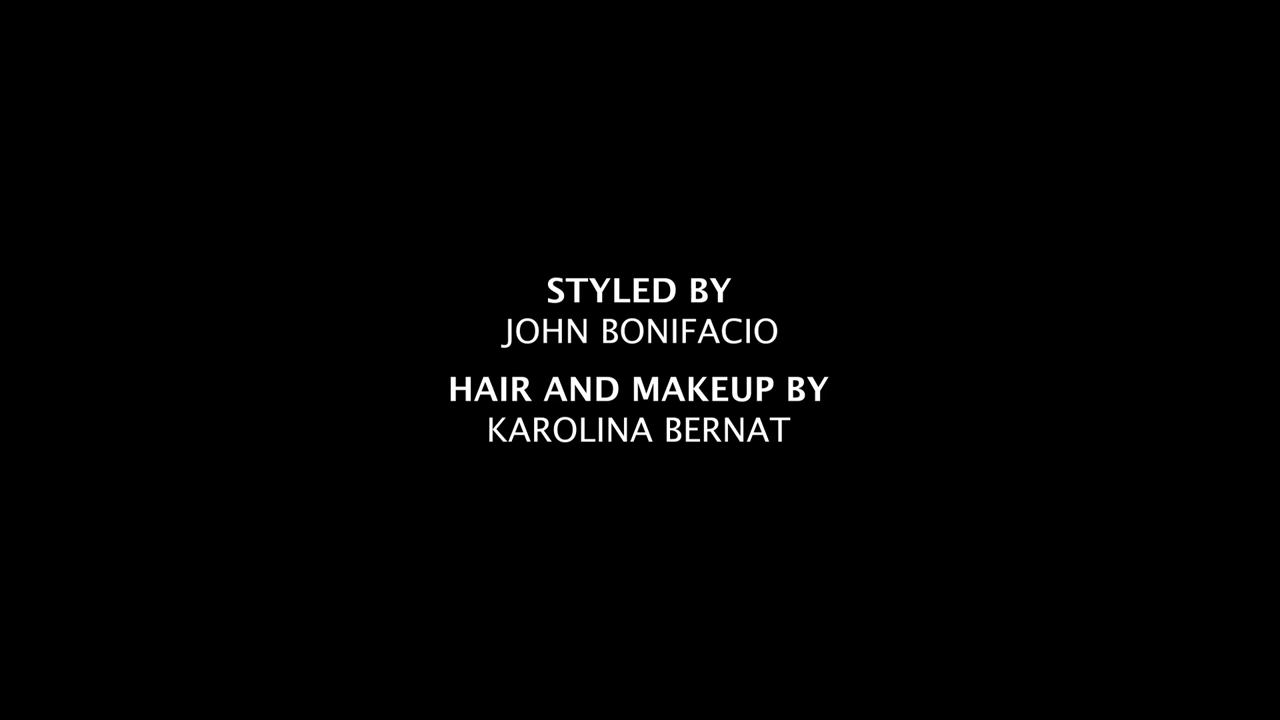 STYLED BY
JOHN BONIFACIO
HAIR AND MAKEUP BY
KAROLINA BERNAT